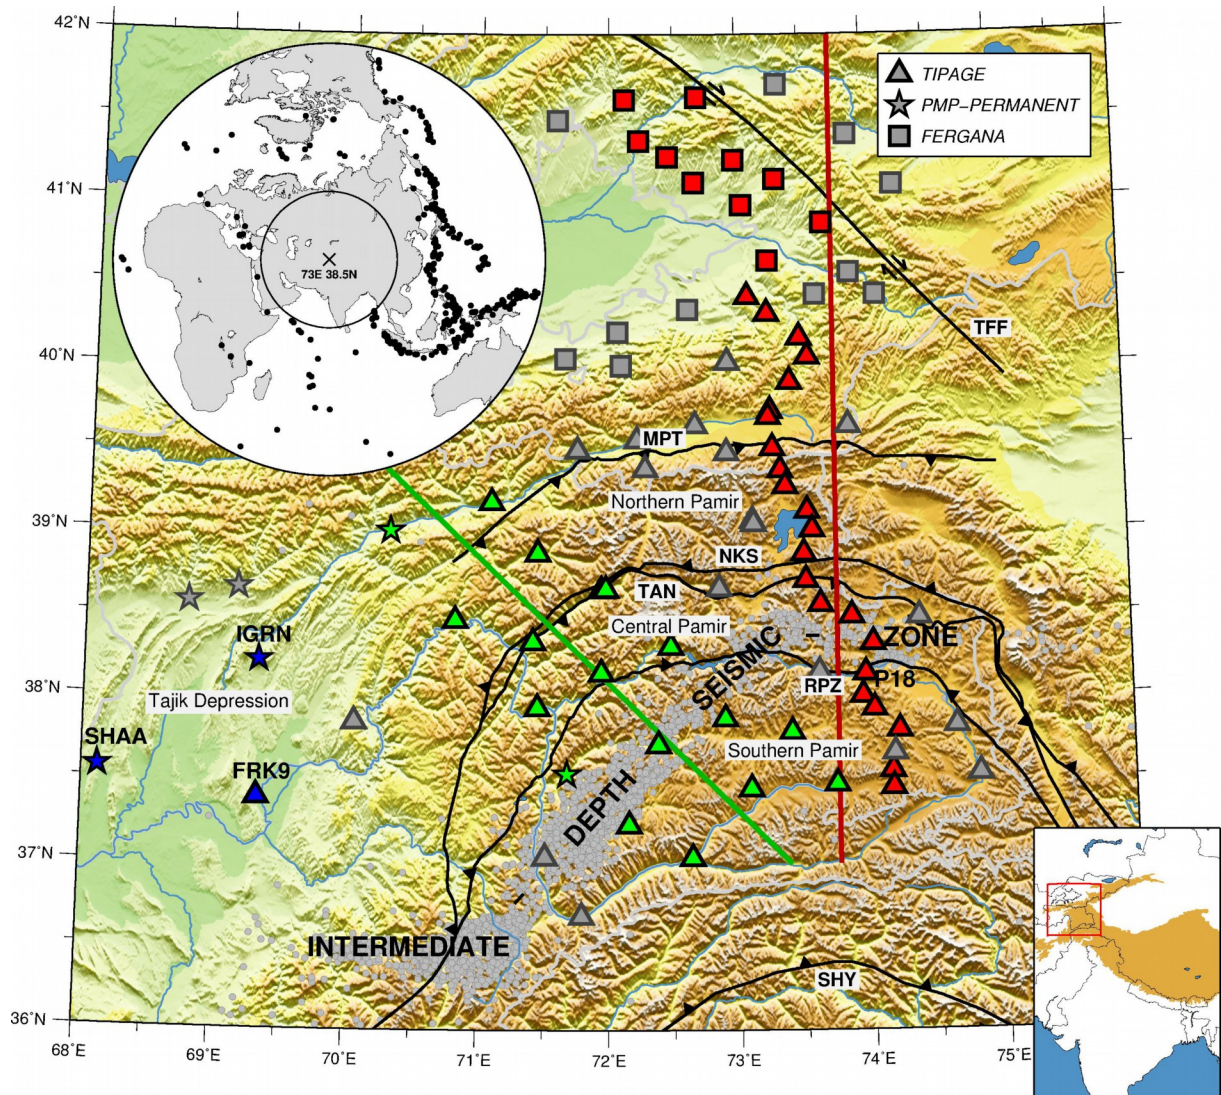 42°N
41°N
40°N
39°N
38°N
37°N
36°N
TIPAGE
PMP-PERMANENT
FERGANA
73E 38.5N
TFF
MPT
Northern Pamir
NKS
TAN
Central Pamir
IGRN
SEISMIC
ZONE
Tajik Depression
RPZ
P18
SHAA
Southern Pamir
FRK9
DEPTH
INTERMEDIATE
SHY
68°E
69°E
70°E
71°E
72°E
73°E
74°E
75°E